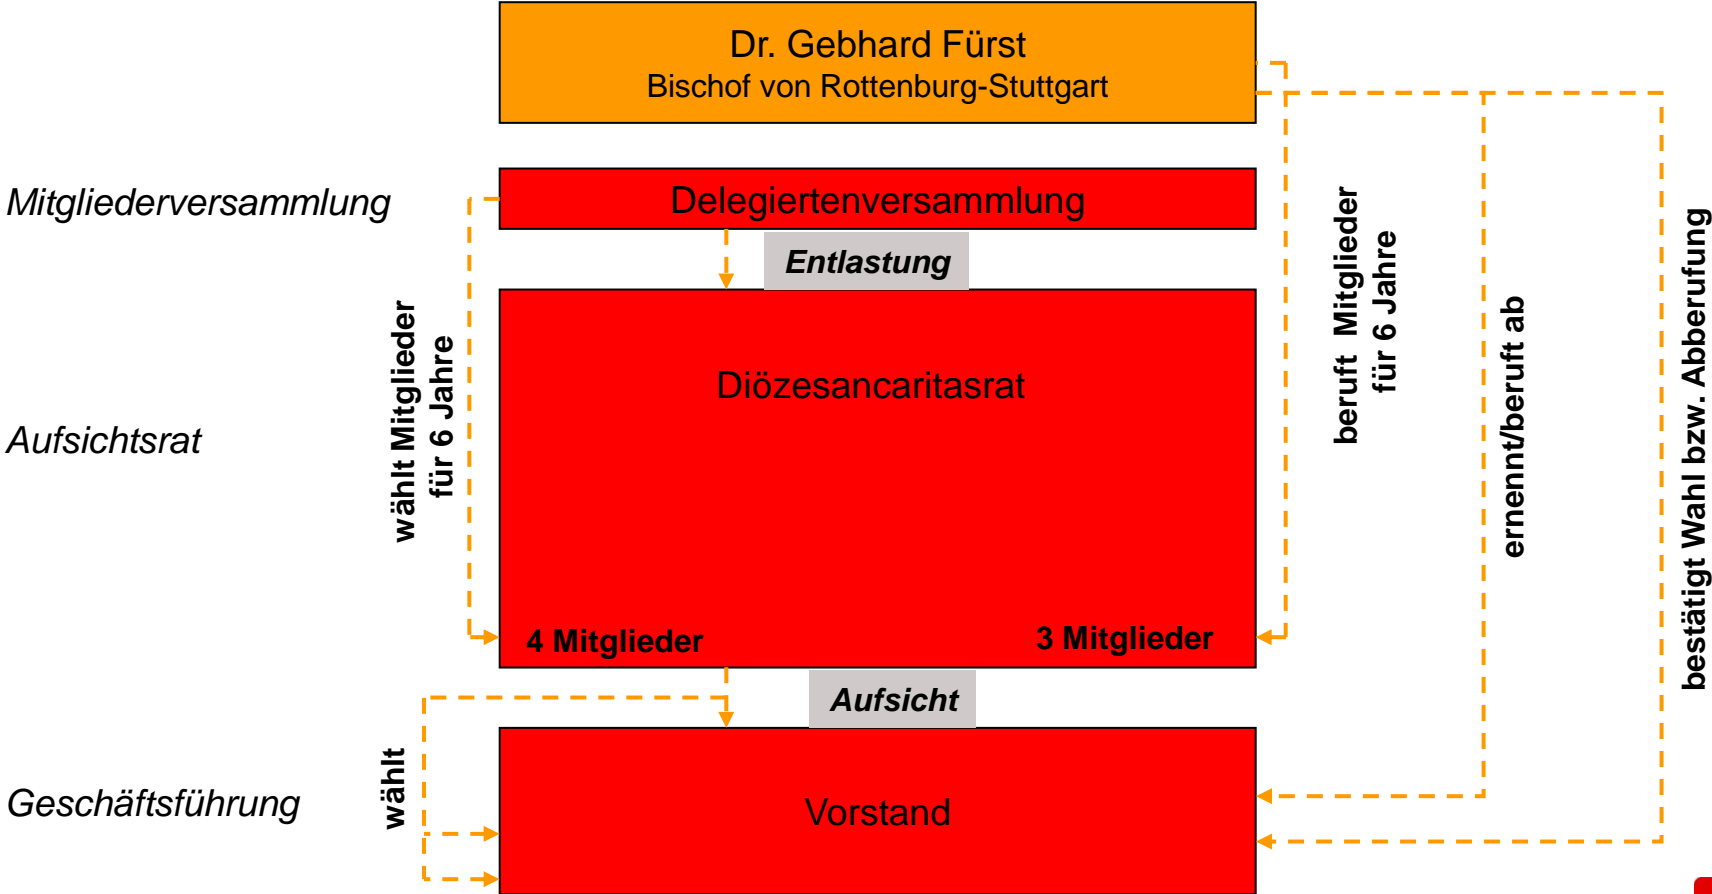 Dr. Gebhard Fürst
Bischof von Rottenburg-Stuttgart
Mitgliederversammlung
Delegiertenversammlung
Entlastung
wählt Mitglieder
für 6 Jahre
Aufsichtsrat
Diözesancaritasrat
4 Mitglieder
3 Mitglieder
beruft Mitglieder
für 6 Jahre
ernennt/beruft ab
bestätigt Wahl bzw. Abberufung
Aufsicht
wählt
Geschäftsführung
Vorstand